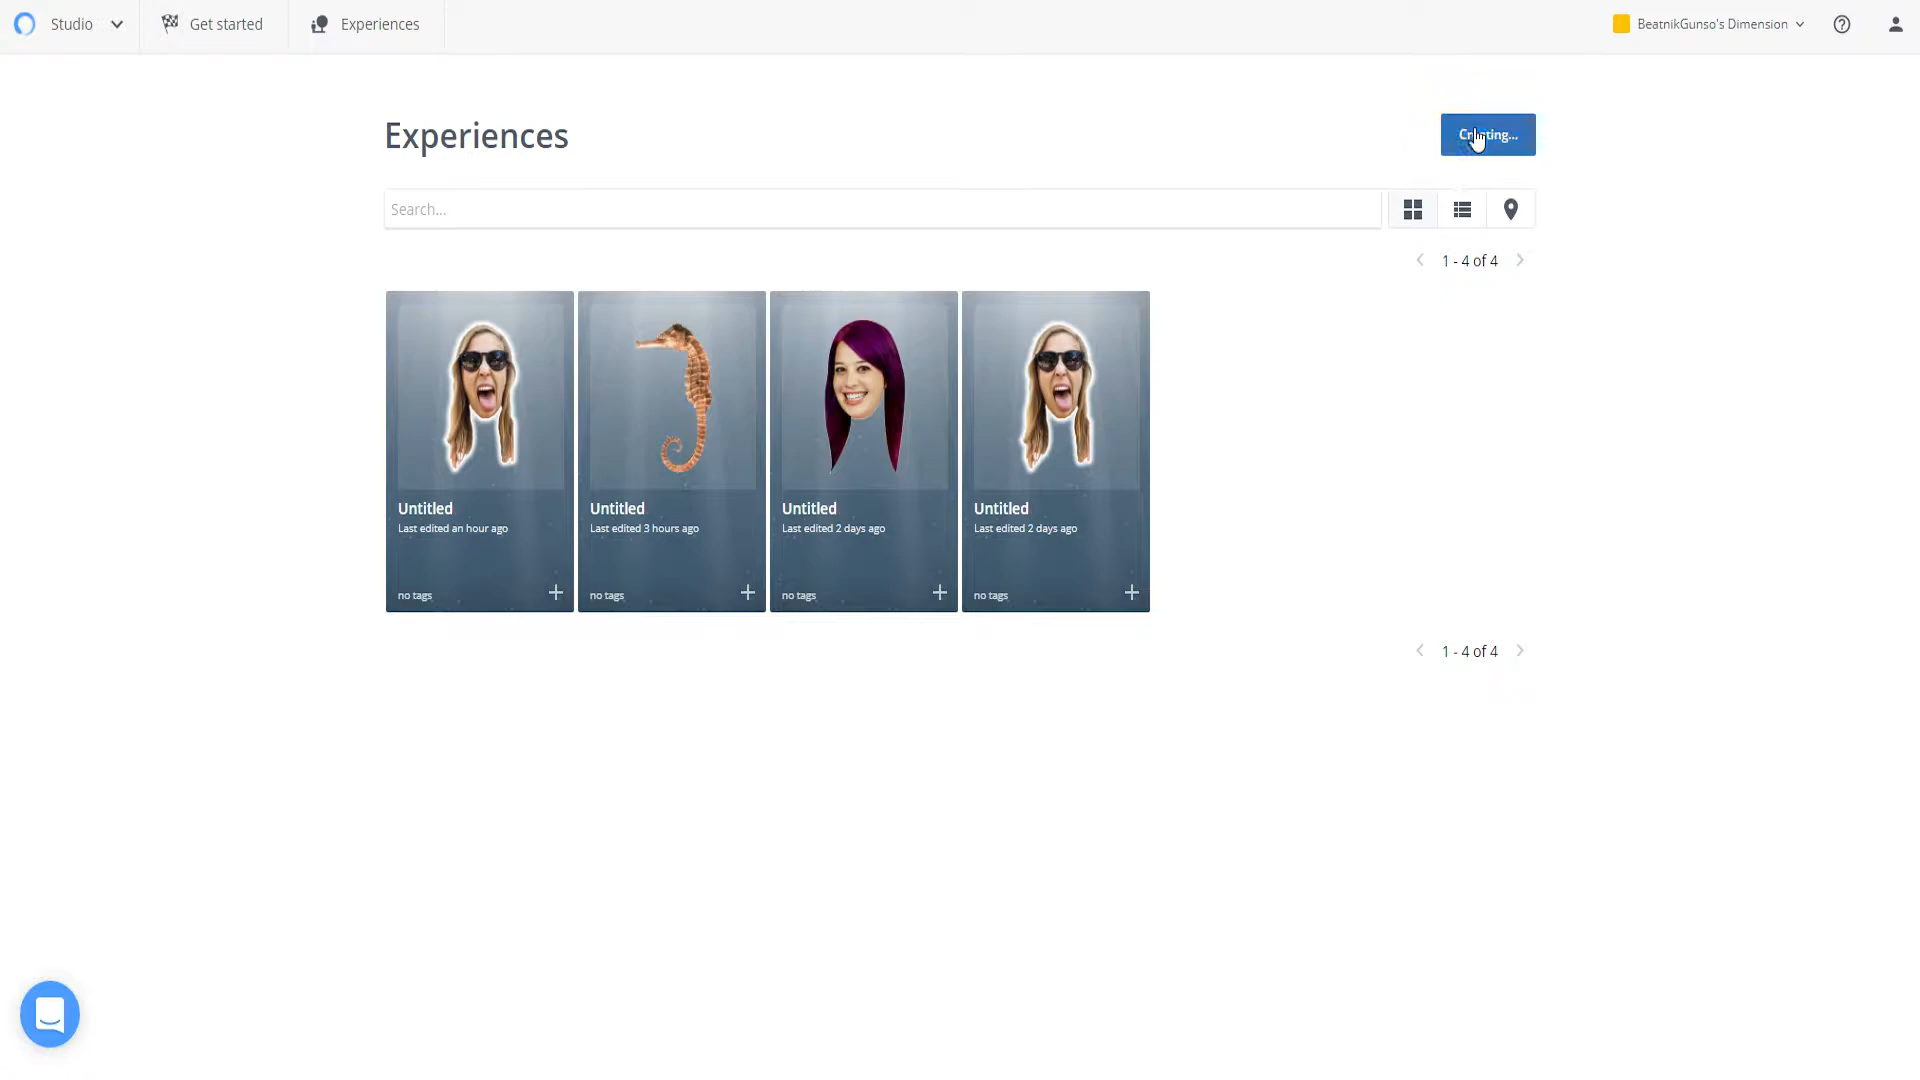 Studio
Get started
Experiences
BeatnikGunso's Dimension
Experiences
Search...
1 - 4 of 4
Untitled
Last edited an hour ago
no tags
Untitled
Last edited 3 hours ago
no tags
Untitled
Last edited 2 days ago
no tags
Untitled
Last edited 2 days ago
no tags
1 - 4 of 4